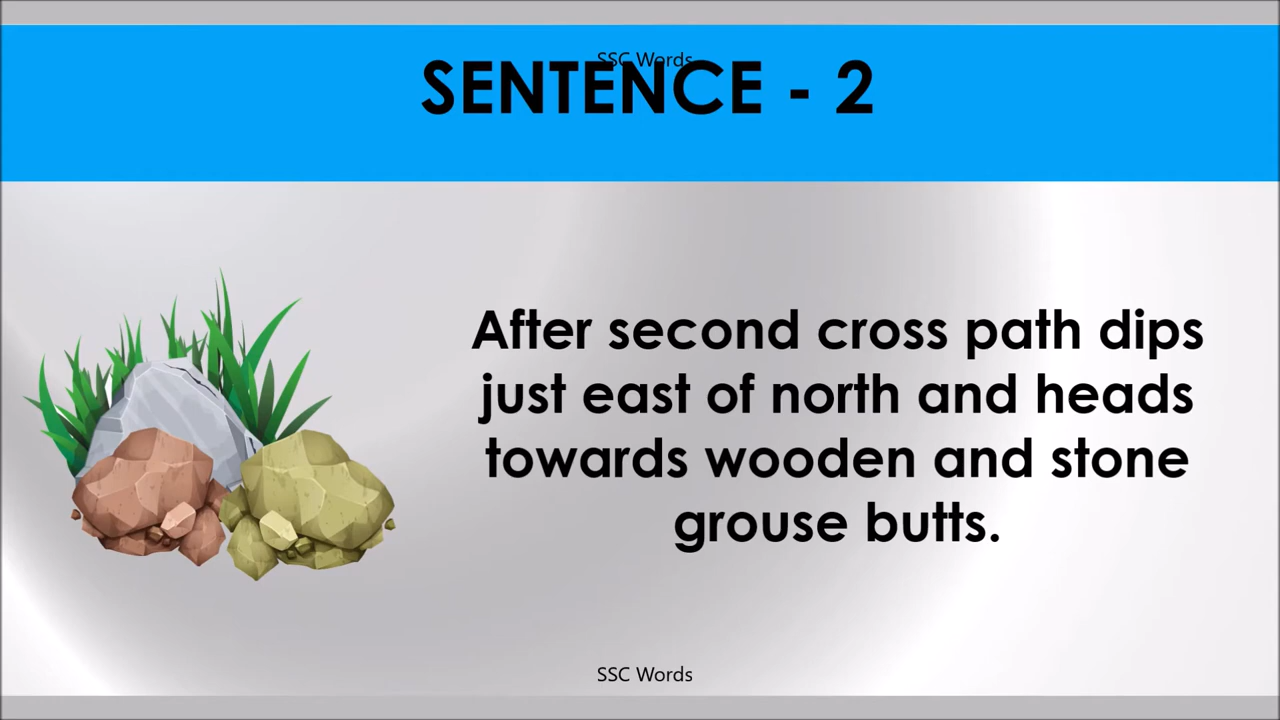 SSC Words
SENTENCE - 2
After second cross path dips
just east of north and heads
towards wooden and stone
grouse butts.
SSC Words